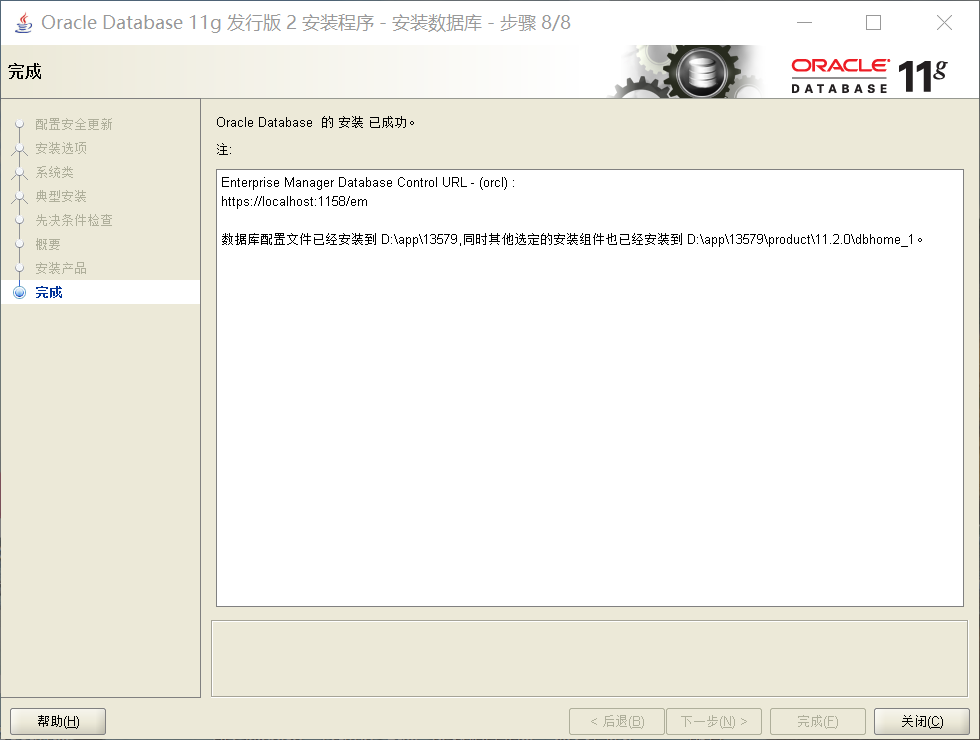 Oracle Database 11g 发行版 2 安装程序 - 安装数据库 - 步骤 8/8
完成
ORACLE
DATABASE
11g
配置安全更新
安装选项
系统类
典型安装
先决条件检查
概要
安装产品
完成
Oracle Database 的 安装 已成功。
注:
Enterprise Manager Database Control URL - (orcl) :
https://localhost:1158/em
数据库配置文件已经安装到 D:\app\13579,同时其他选定的安装组件也已经安装到 D:\app\13579\product\11.2.0\dbhome_1。
帮助(H)
< 后退(B)
下一步(N) >
完成(F)
关闭(C)